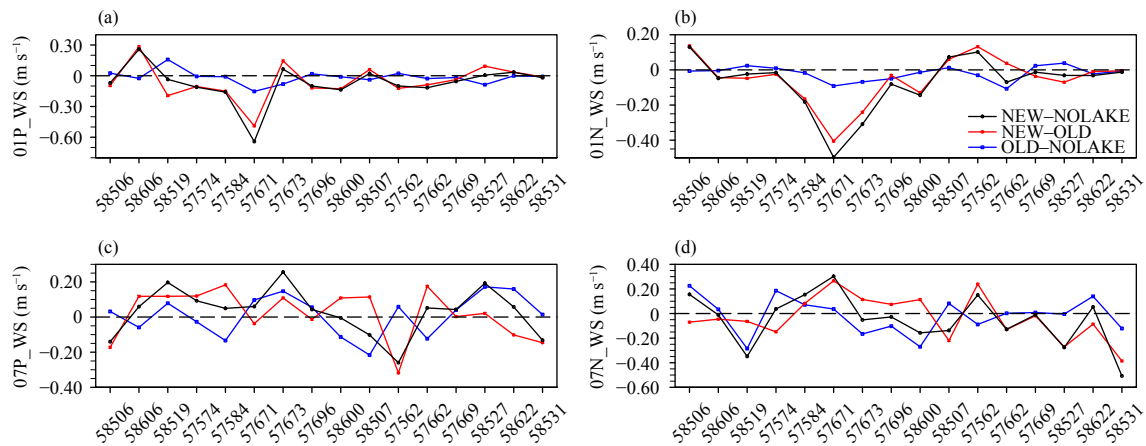 (a)
01P_WS (m s⁻¹)
0.30
0
−0.30
−0.60
58506 58606 58519 57574 57584 57671 57673 57696 58600 58507 57562 57662 57669 58527 58622 58531
(b)
01N_WS (m s⁻¹)
0.20
0
−0.20
−0.40
NEW–NOLAKE
NEW–OLD
OLD–NOLAKE
58506 58606 58519 57574 57584 57671 57673 57696 58600 58507 57562 57662 57669 58527 58622 58531
(c)
07P_WS (m s⁻¹)
0.20
0
−0.20
−0.40
58506 58606 58519 57574 57584 57671 57673 57696 58600 58507 57562 57662 57669 58527 58622 58531
(d)
07N_WS (m s⁻¹)
0.40
0.20
0
−0.20
−0.40
−0.60
58506 58606 58519 57574 57584 57671 57673 57696 58600 58507 57562 57662 57669 58527 58622 58531